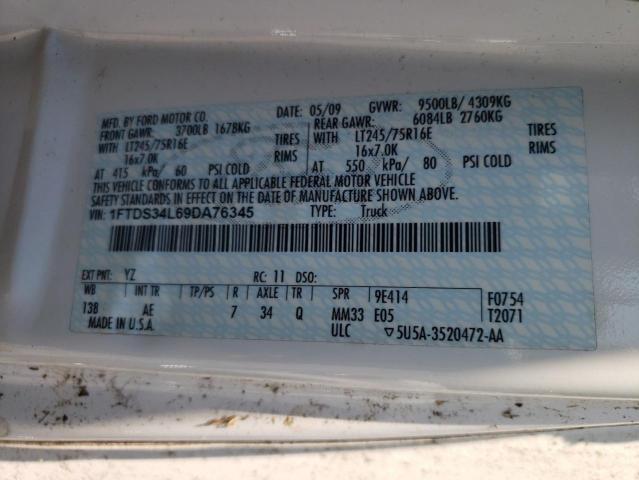 MFD. BY FORD MOTOR CO. DATE: 05/09 GVWR: 9500LB/ 4309KG
FRONT GAWR: 3700LB 1678KG REAR GAWR: 6084LB 2760KG
WITH LT245/75R16E TIRES WITH LT245/75R16E TIRES
16x7.0K RIMS 16x7.0K RIMS
AT 415 kPa/ 60 PSI COLD AT 550 kPa/ 80 PSI COLD
THIS VEHICLE CONFORMS TO ALL APPLICABLE FEDERAL MOTOR VEHICLE
SAFETY STANDARDS IN EFFECT ON THE DATE OF MANUFACTURE SHOWN ABOVE.
VIN: 1FTDS34L69DA76345 TYPE: Truck
EXT PNT: YZ RC: 11 DSO:
WB INT TR TP/PS R AXLE TR SPR 9E414 F0754
138 AE 7 34 Q MM33 E05 T2071
MADE IN U.S.A. ULC ▽5U5A-3520472-AA